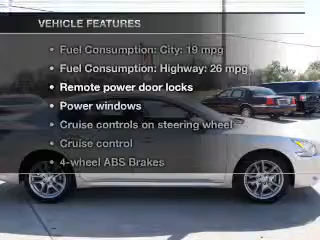 VEHICLE FEATURES
• Fuel Consumption: City: 19 mpg
• Fuel Consumption: Highway: 26 mpg
• Remote power door locks
• Power windows
• Cruise controls on steering wheel
• Cruise control
• 4-wheel ABS Brakes